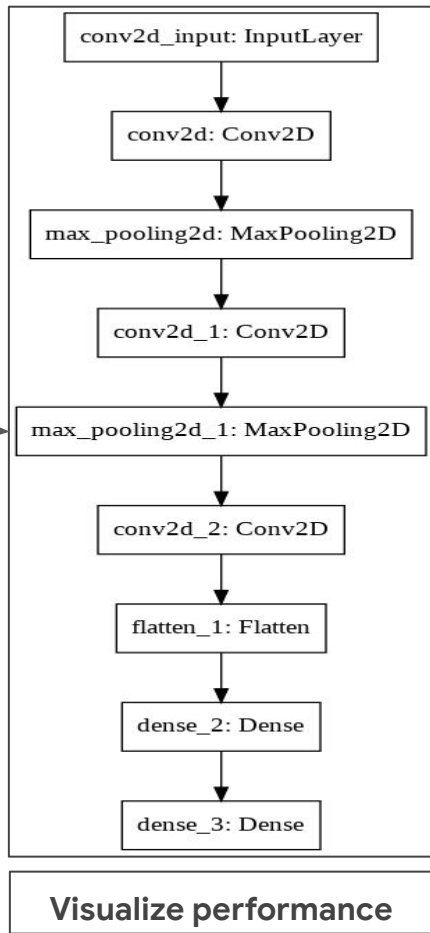 conv2d_input: InputLayer
conv2d: Conv2D
max_pooling2d: MaxPooling2D
conv2d_1: Conv2D
max_pooling2d_1: MaxPooling2D
conv2d_2: Conv2D
flatten_1: Flatten
dense_2: Dense
dense_3: Dense
Visualize performance